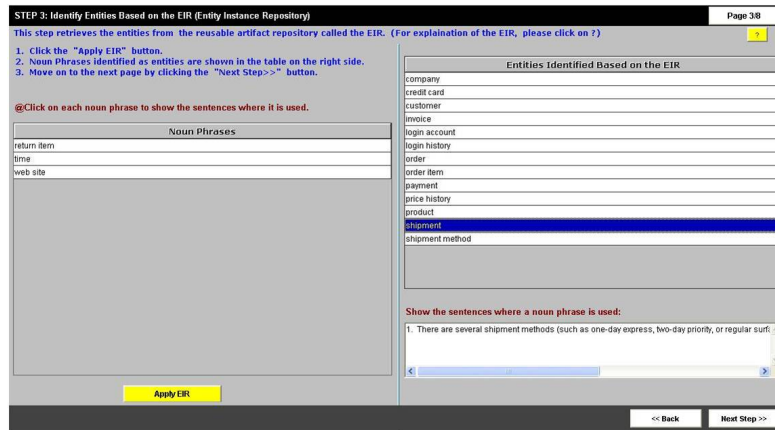 STEP 3: Identify Entities Based on the EIR (Entity Instance Repository)
Page 3/8
This step retrieves the entities from the reusable artifact repository called the EIR. (For explaination of the EIR, please click on ?)
?
1. Click the "Apply EIR" button.
2. Noun Phrases identified as entities are shown in the table on the right side.
3. Move on to the next page by clicking the "Next Step>>" button.
@Click on each noun phrase to show the sentences where it is used.
Noun Phrases
return item
time
web site
Apply EIR
Entities Identified Based on the EIR
company
credit card
customer
invoice
login account
login history
order
order item
payment
price history
product
shipment
shipment method
Show the sentences where a noun phrase is used:
1. There are several shipment methods (such as one-day express, two-day priority, or regular surfa
<< Back
Next Step >>